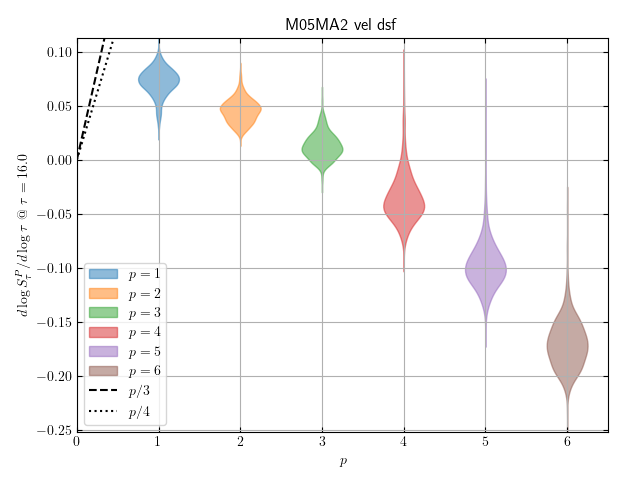 M05MA2 vel dsf
d log S_τ^P / d log τ @ τ = 16.0
0.10
0.05
0.00
−0.05
−0.10
−0.15
−0.20
−0.25
p = 1
p = 2
p = 3
p = 4
p = 5
p = 6
p/3
p/4
0 1 2 3 4 5 6
p